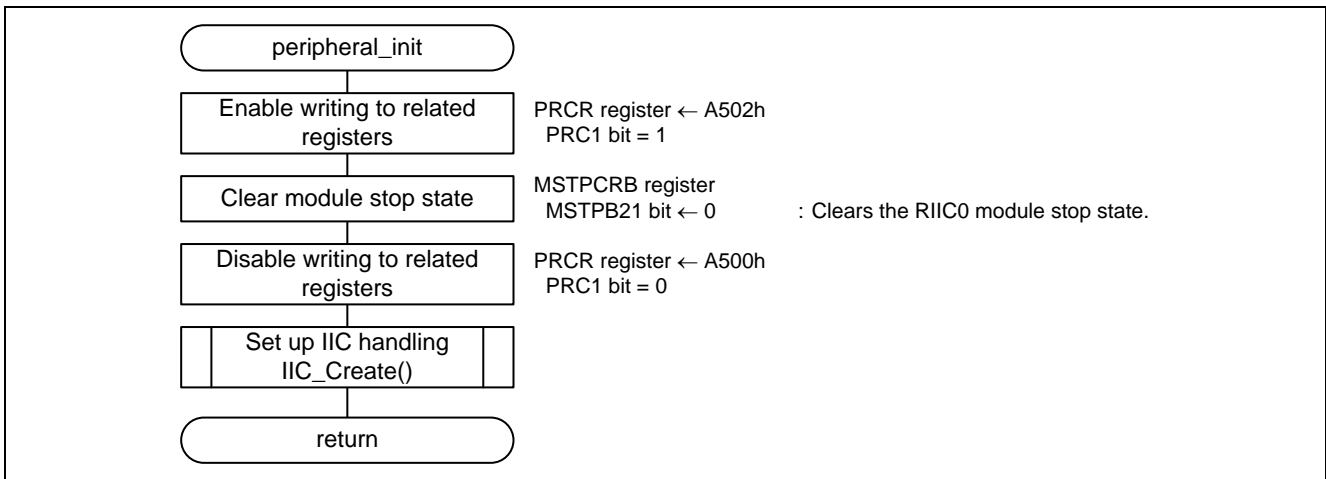 peripheral_init
Enable writing to related
registers
PRCR register ← A502h
PRC1 bit = 1
Clear module stop state
MSTPCRB register
MSTPB21 bit ← 0 : Clears the RIIC0 module stop state.
Disable writing to related
registers
PRCR register ← A500h
PRC1 bit = 0
Set up IIC handling
IIC_Create()
return